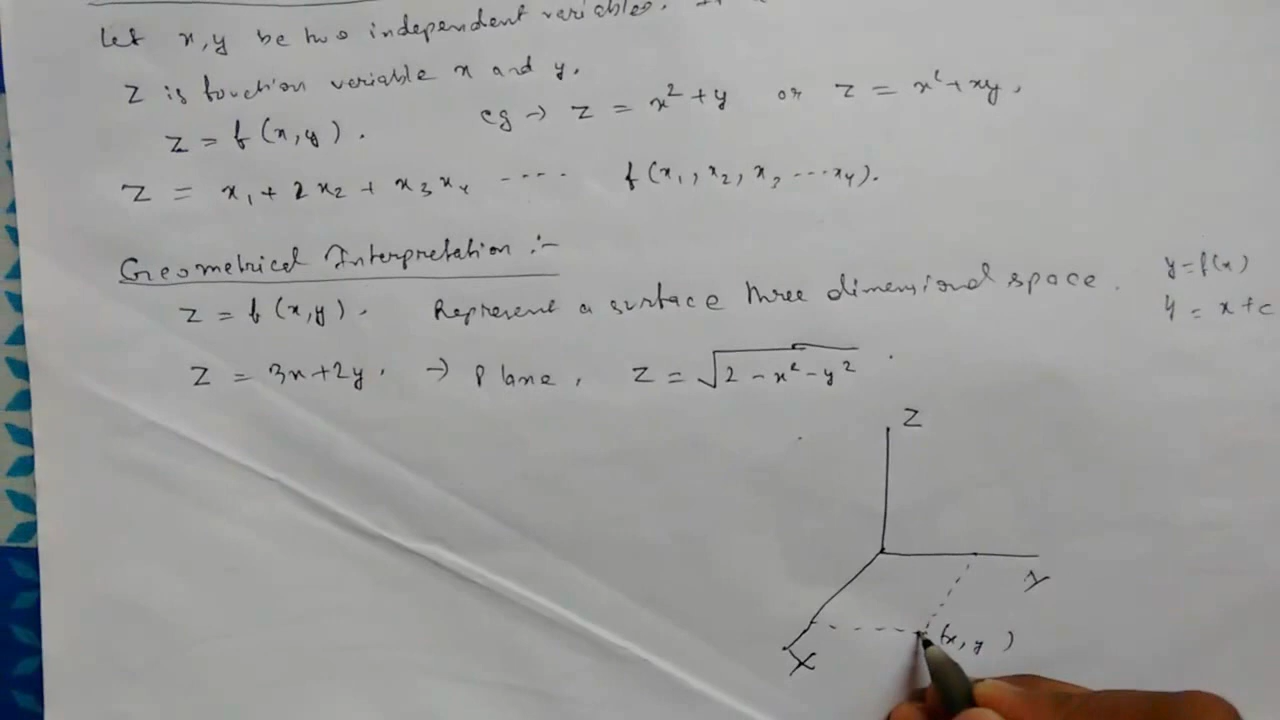 Let x, y be two independent variables.
Z is function variable x and y.
Z = f(x, y). eg → Z = x² + y or Z = x² + xy,
Z = x₁ + 2x₂ + x₃x₄ ---- f(x₁, x₂, x₃ ---x₄).
Geometrical Interpretation :-
Z = f(x, y). Represent a surface three dimensional space. y = f(x)
y = x + c
Z = 3x + 2y, → Plane, Z = √(2 - x² - y²)
Z
y
(x, y )
X